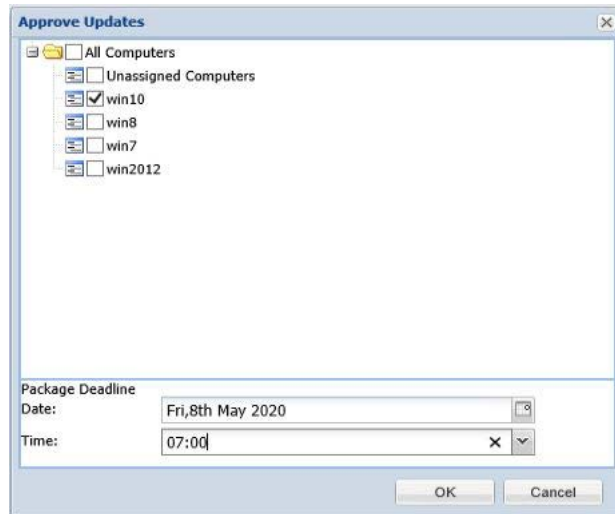 Approve Updates
All Computers
Unassigned Computers
win10
win8
win7
win2012
Package Deadline
Date: Fri,8th May 2020
Time: 07:00
OK Cancel